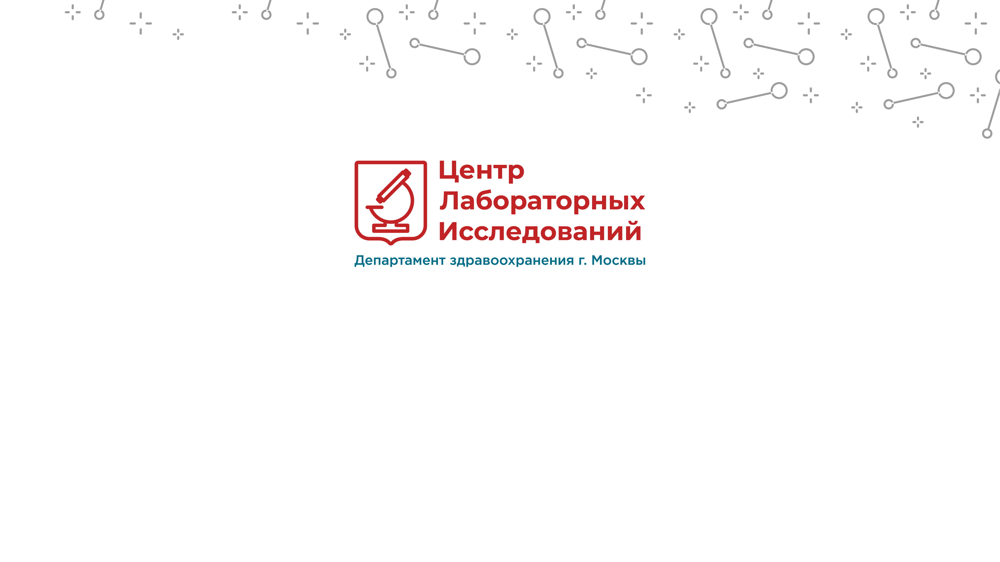 Центр
Лабораторных
Исследований
Департамент здравоохранения г. Москвы